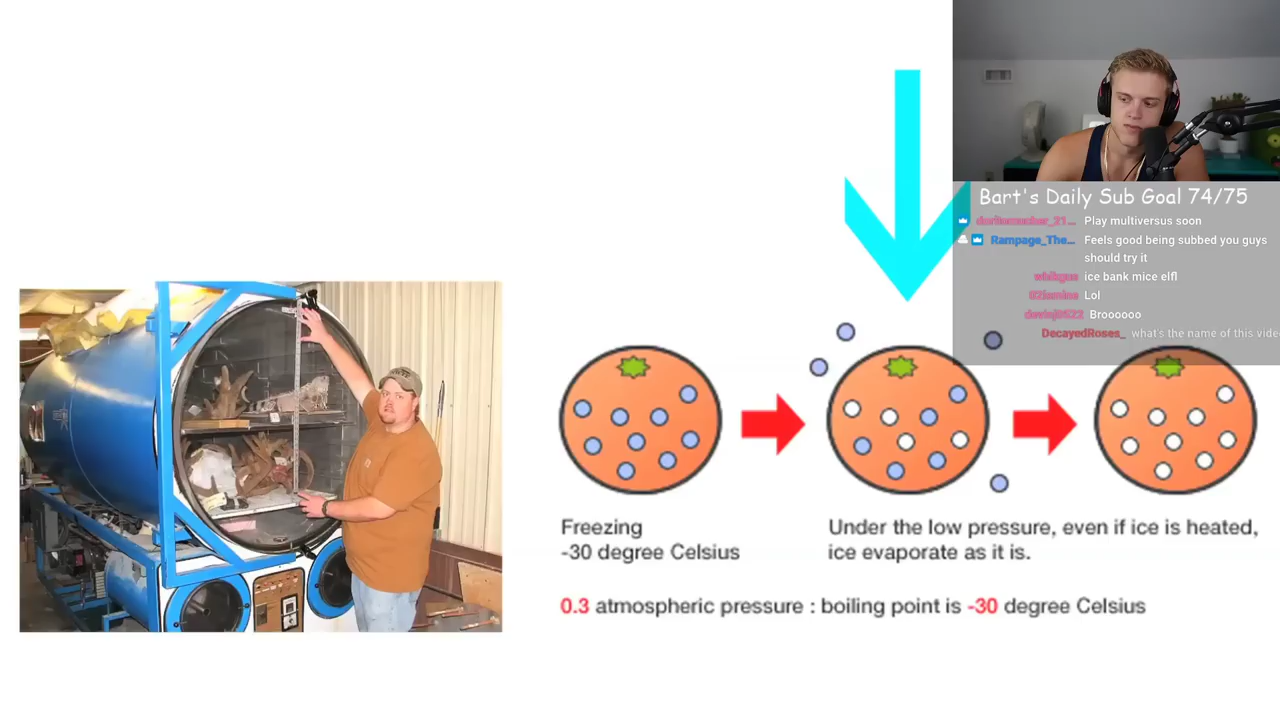 Bart's Daily Sub Goal 74/75
Play multiversus soon
Rampage_The... Feels good being subbed you guys
should try it
ice bank mice elfl
Lol
Broooooo
DecayedRoses_ what's the name of this vide
Freezing
-30 degree Celsius
Under the low pressure, even if ice is heated,
ice evaporate as it is.
0.3 atmospheric pressure : boiling point is -30 degree Celsius